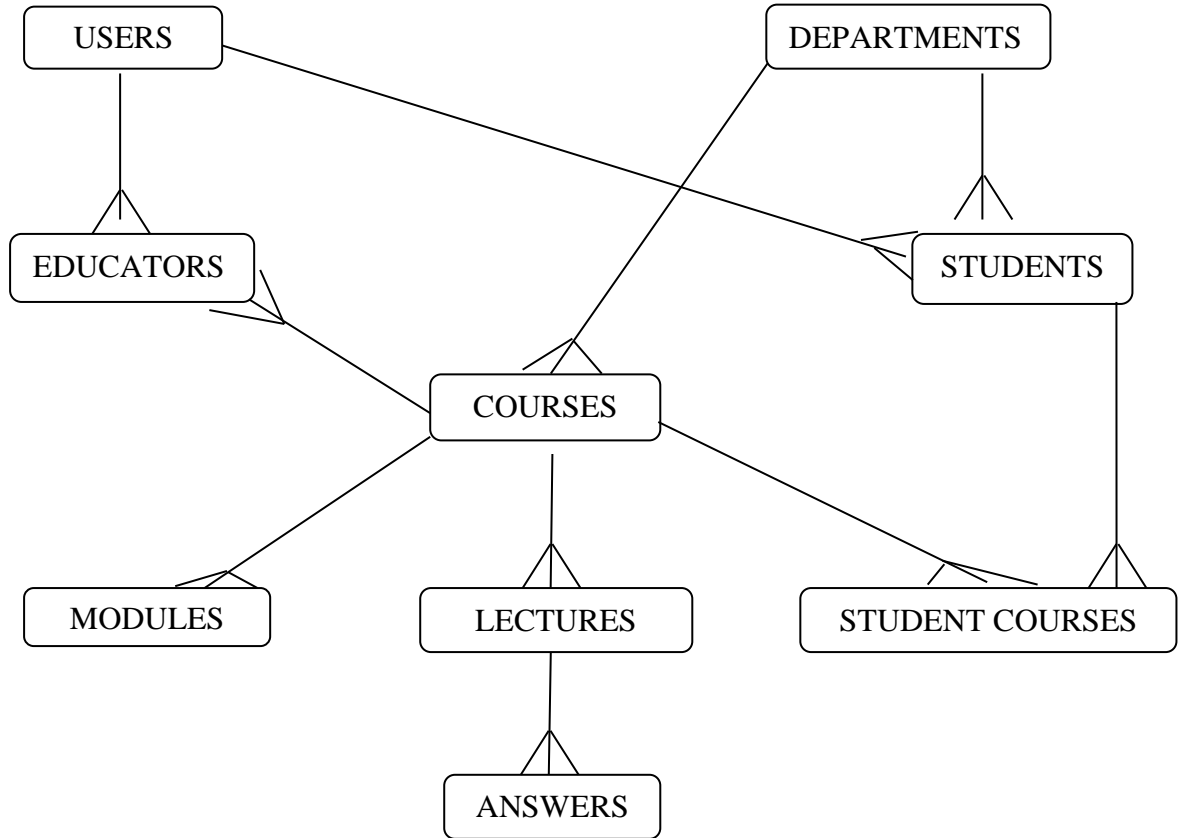 USERS
DEPARTMENTS
EDUCATORS
STUDENTS
COURSES
MODULES
LECTURES
STUDENT COURSES
ANSWERS